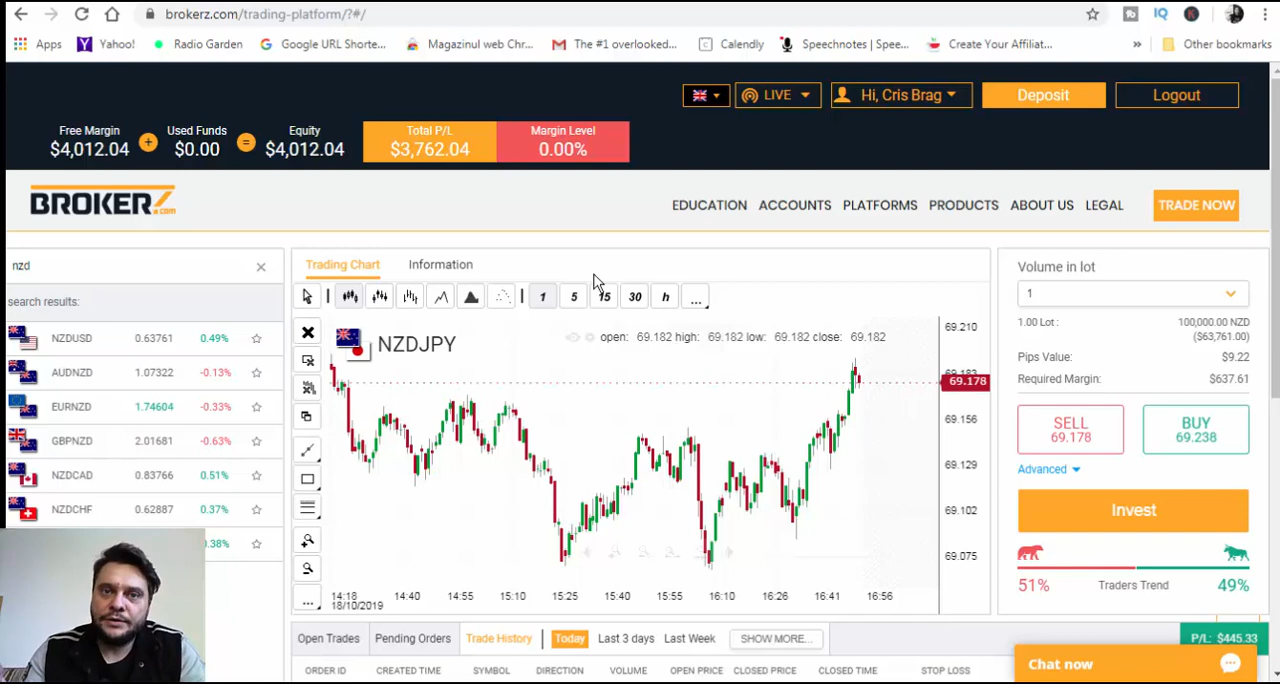 brokerz.com/trading-platform/?#/
Apps Yahoo! Radio Garden Google URL Shorte... Magazinul web Chr... The #1 overlooked... Calendly Speechnotes | Spee... Create Your Affiliat... » Other bookmarks
LIVE Hi, Cris Brag Deposit Logout
Free Margin Used Funds Equity Total P/L Margin Level
$4,012.04 + $0.00 = $4,012.04 $3,762.04 0.00%
BROKERZ.com
EDUCATION ACCOUNTS PLATFORMS PRODUCTS ABOUT US LEGAL TRADE NOW
nzd
search results:
NZDUSD 0.63761 0.49%
AUDNZD 1.07322 -0.13%
EURNZD 1.74604 -0.33%
GBPNZD 2.01681 -0.63%
NZDCAD 0.83766 0.51%
NZDCHF 0.62887 0.37%
0.38%
Trading Chart Information
1 5 15 30 h ...
NZDJPY
open: 69.182 high: 69.182 low: 69.182 close: 69.182
69.210
69.183
69.178
69.156
69.129
69.102
69.075
14:18 14:40 14:55 15:10 15:25 15:40 15:55 16:10 16:26 16:41 16:56
18/10/2019
Volume in lot
1
1.00 Lot : 100,000.00 NZD
($63,761.00)
Pips Value: $9.22
Required Margin: $637.61
SELL BUY
69.178 69.238
Advanced
Invest
51% Traders Trend 49%
Open Trades Pending Orders Trade History Today Last 3 days Last Week SHOW MORE...
P/L: $445.33
ORDER ID CREATED TIME SYMBOL DIRECTION VOLUME OPEN PRICE CLOSED PRICE CLOSED TIME STOP LOSS
Chat now